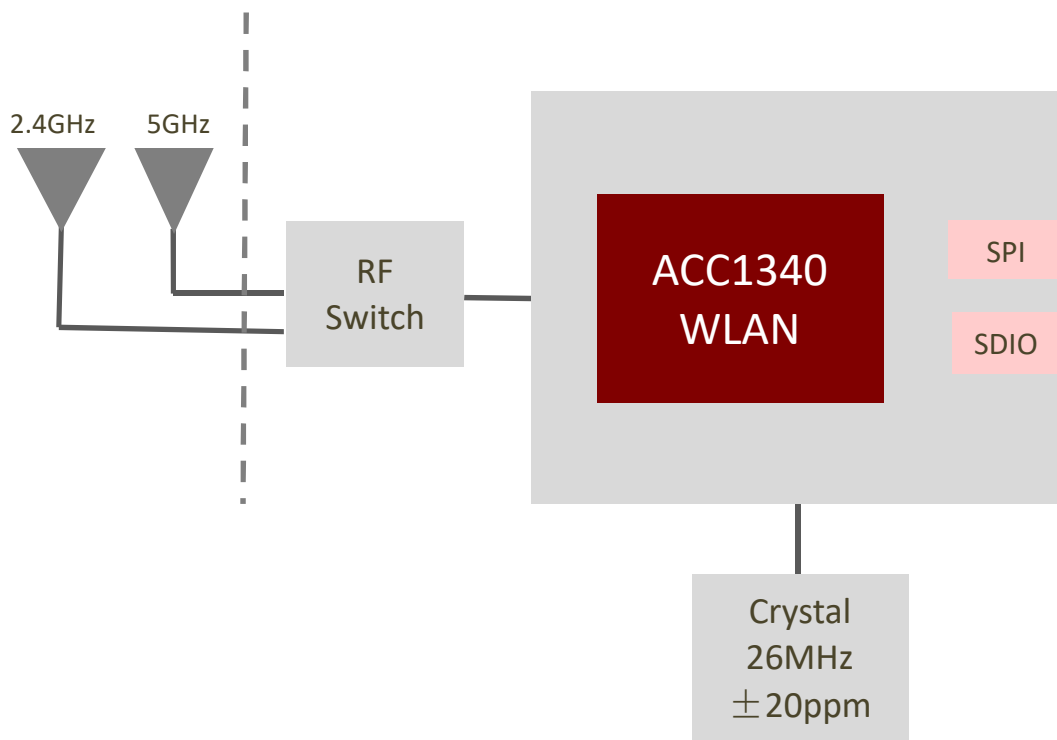 2.4GHz
5GHz
RF
Switch
ACC1340
WLAN
SPI
SDIO
Crystal
26MHz
±20ppm